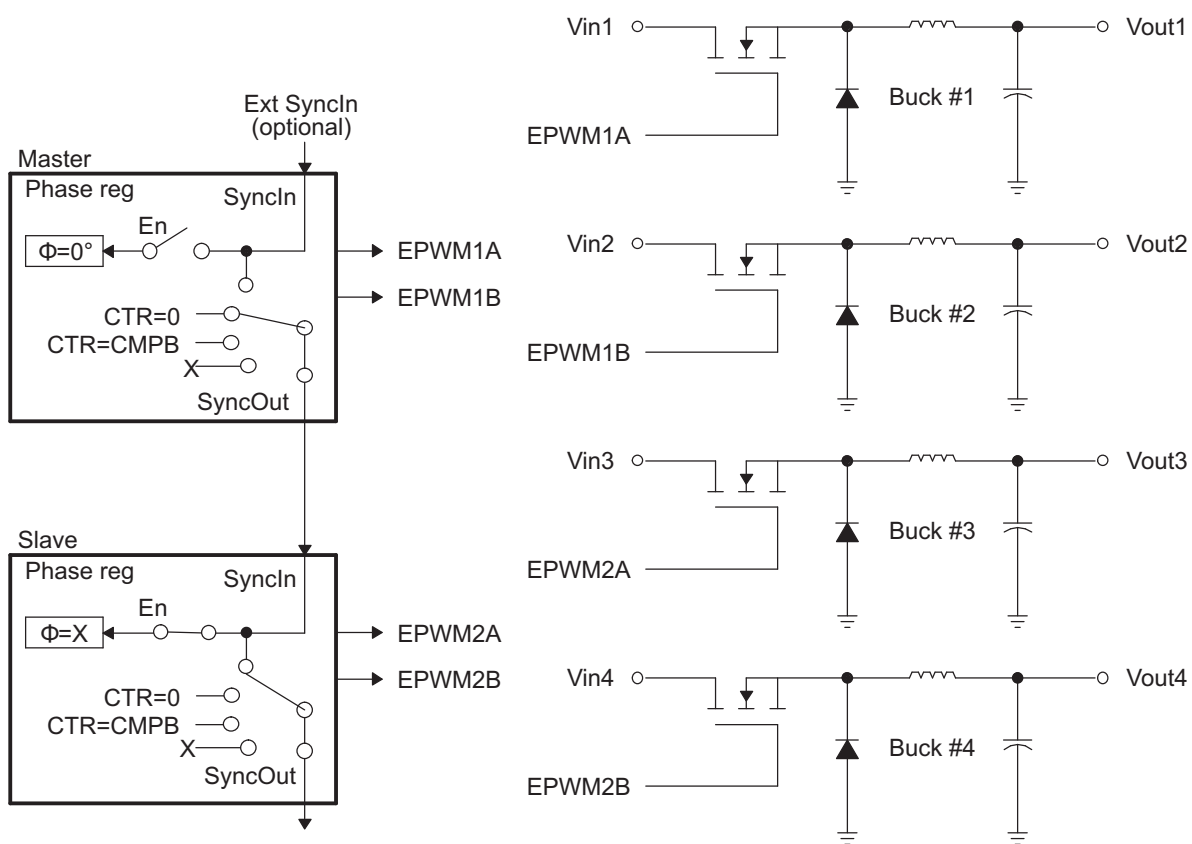 Ext SyncIn
(optional)
Master
Phase reg
SyncIn
En
Φ=0°
EPWM1A
EPWM1B
CTR=0
CTR=CMPB
X
SyncOut
Slave
Phase reg
SyncIn
En
Φ=X
EPWM2A
EPWM2B
CTR=0
CTR=CMPB
X
SyncOut
Vin1
Vout1
Buck #1
EPWM1A
Vin2
Vout2
Buck #2
EPWM1B
Vin3
Vout3
Buck #3
EPWM2A
Vin4
Vout4
Buck #4
EPWM2B